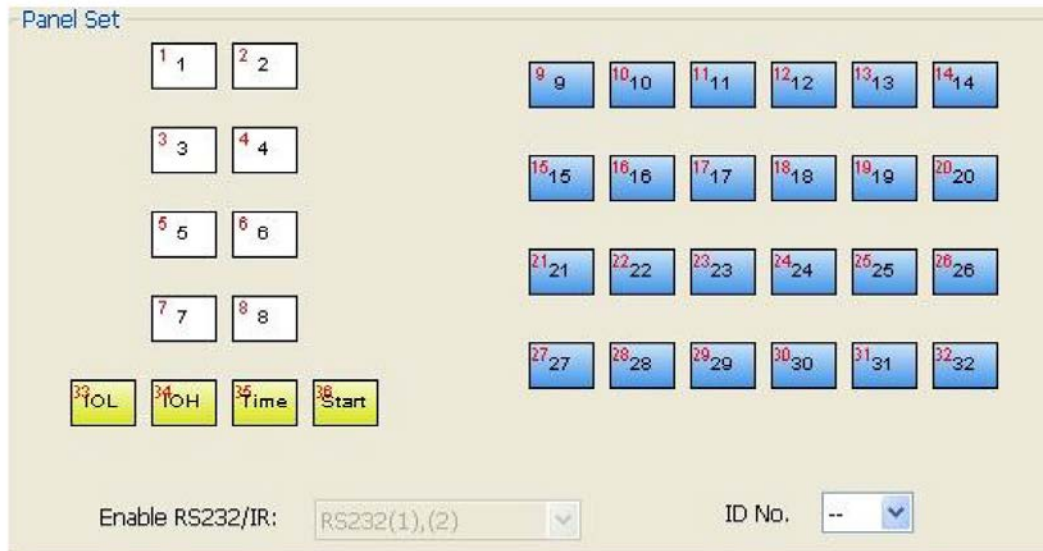 Panel Set
1 1 2 2
9 9 10 10 11 11 12 12 13 13 14 14
3 3 4 4
15 15 16 16 17 17 18 18 19 19 20 20
5 5 6 6
21 21 22 22 23 23 24 24 25 25 26 26
7 7 8 8
27 27 28 28 29 29 30 30 31 31 32 32
33 IOL 34 IOH 35 Time 36 Start
Enable RS232/IR: RS232(1),(2) ID No. --